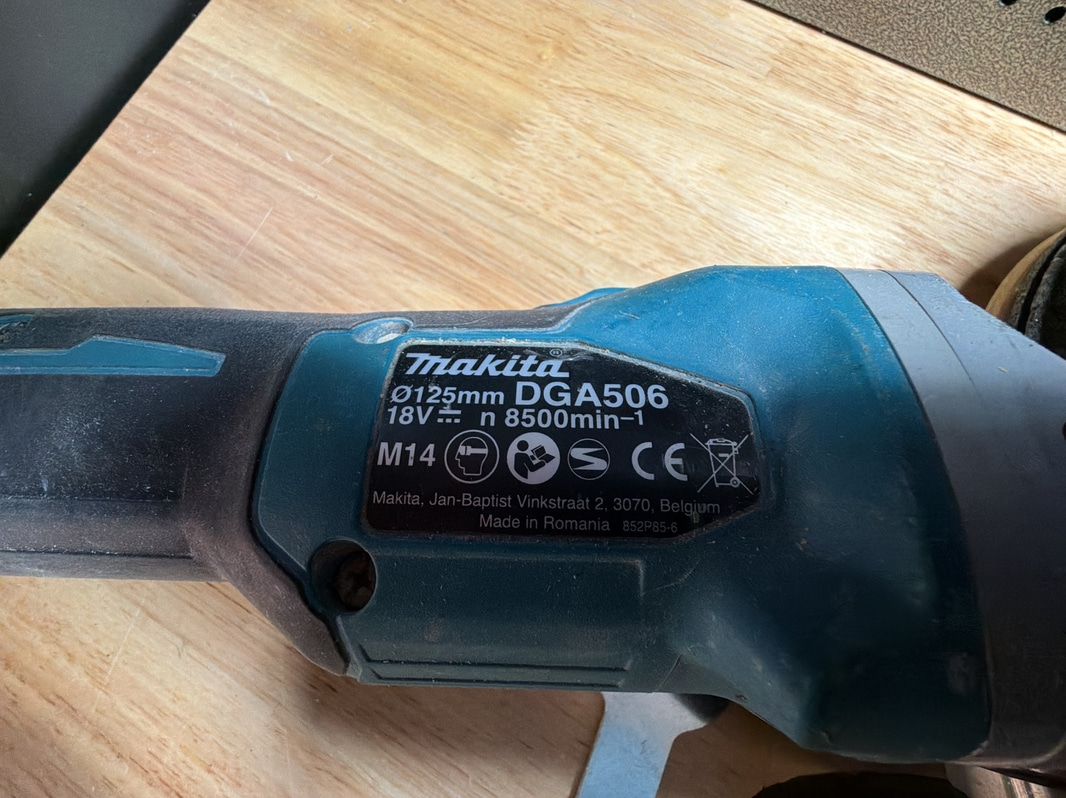 Makita®
Ø125mm DGA506
18V⎓ n 8500min⁻¹
M14 CE
Makita, Jan-Baptist Vinkstraat 2, 3070, Belgium
Made in Romania 852P85-6